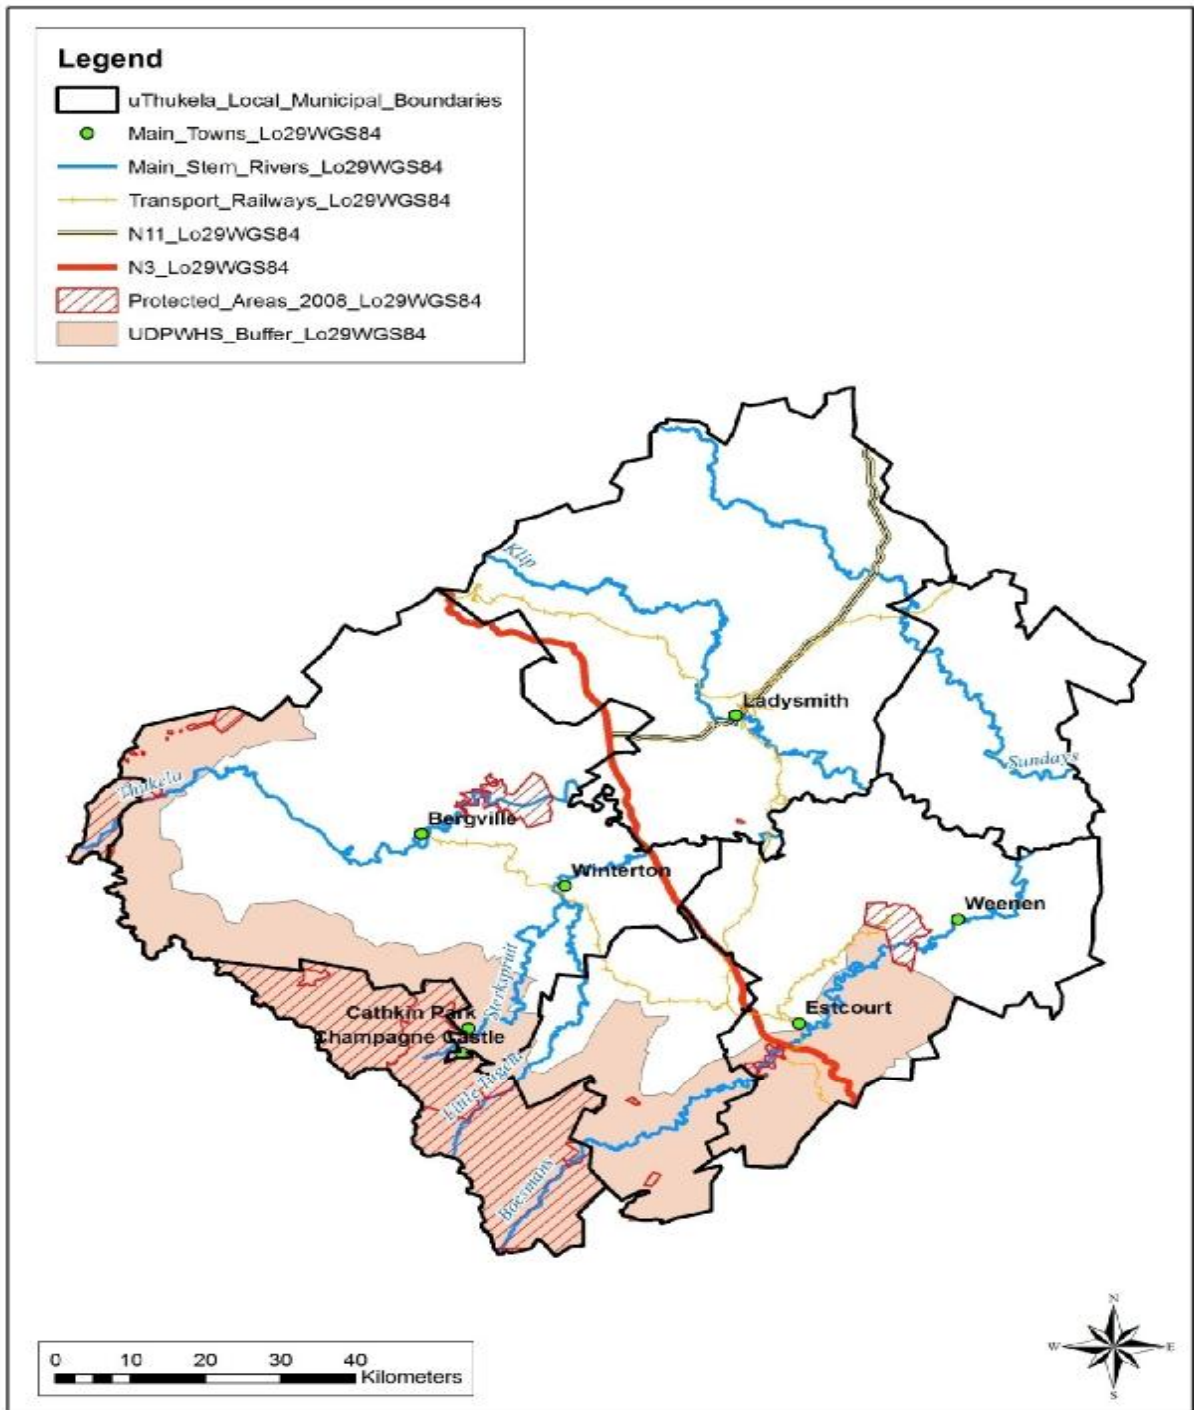 Legend
uThukela_Local_Municipal_Boundaries
Main_Towns_Lo29WGS84
Main_Stem_Rivers_Lo29WGS84
Transport_Railways_Lo29WGS84
N11_Lo29WGS84
N3_Lo29WGS84
Protected_Areas_2008_Lo29WGS84
UDPWHS_Buffer_Lo29WGS84
Klip
Ladysmith
Sundays
Thukela
Bergville
Winterton
Weenen
Sterkspruit
Cathkin Park
Estcourt
Champagne Castle
Little Tugela
Boesmans
N
W E
S
0 10 20 30 40
Kilometers